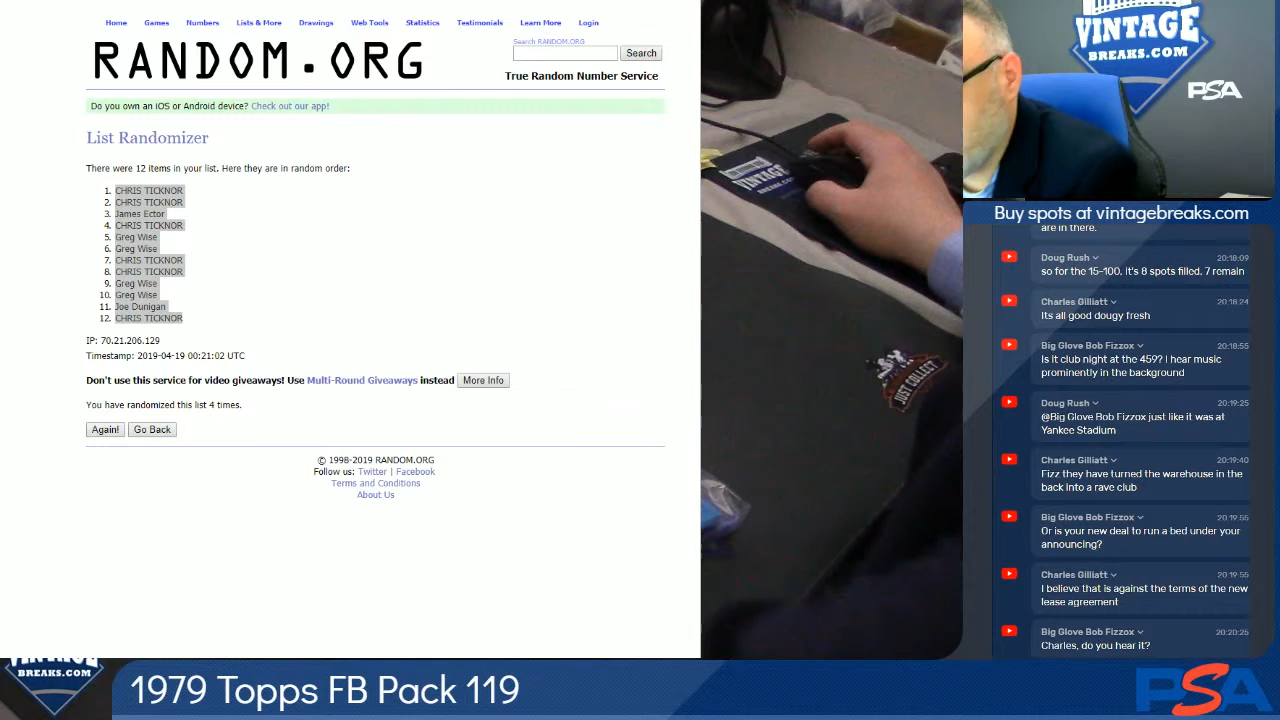 Home Games Numbers Lists & More Drawings Web Tools Statistics Testimonials Learn More Login
RANDOM.ORG
Search RANDOM.ORG
Search
True Random Number Service
Do you own an iOS or Android device? Check out our app!
List Randomizer
There were 12 items in your list. Here they are in random order:
1. CHRIS TICKNOR
2. CHRIS TICKNOR
3. James Ector
4. CHRIS TICKNOR
5. Greg Wise
6. Greg Wise
7. CHRIS TICKNOR
8. CHRIS TICKNOR
9. Greg Wise
10. Greg Wise
11. Joe Dunigan
12. CHRIS TICKNOR
IP: 70.21.206.129
Timestamp: 2019-04-19 00:21:02 UTC
Don't use this service for video giveaways! Use Multi-Round Giveaways instead More Info
You have randomized this list 4 times.
Again! Go Back
© 1998-2019 RANDOM.ORG
Follow us: Twitter | Facebook
Terms and Conditions
About Us
VINTAGE
BREAKS.COM
JUST COLLECT
VINTAGE
BREAKS.COM
PSA
Buy spots at vintagebreaks.com
are in there.
Doug Rush 20:18:09
so for the 15-100. It's 8 spots filled, 7 remain
Charles Gilliatt 20:18:24
Its all good dougy fresh
Big Glove Bob Fizzox 20:18:55
Is it club night at the 459? I hear music
prominently in the background
Doug Rush 20:19:25
@Big Glove Bob Fizzox just like it was at
Yankee Stadium
Charles Gilliatt 20:19:40
Fizz they have turned the warehouse in the
back into a rave club
Big Glove Bob Fizzox 20:19:55
Or is your new deal to run a bed under your
announcing?
Charles Gilliatt 20:19:55
I believe that is against the terms of the new
lease agreement
Big Glove Bob Fizzox 20:20:25
Charles, do you hear it?
VINTAGE
BREAKS.COM
1979 Topps FB Pack 119
PSA